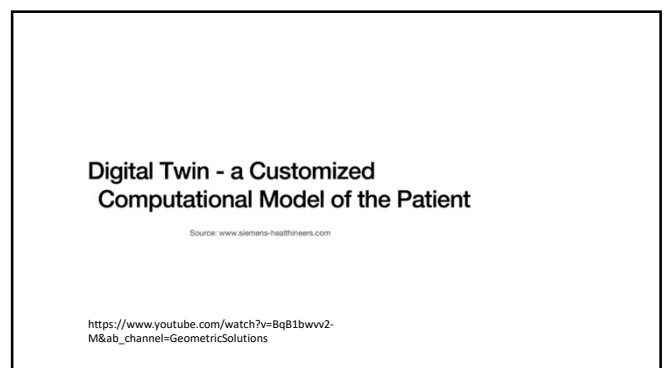 Digital Twin - a Customized
Computational Model of the Patient
Source: www.siemens-healthineers.com
https://www.youtube.com/watch?v=BqB1bwvv2-
M&ab_channel=GeometricSolutions